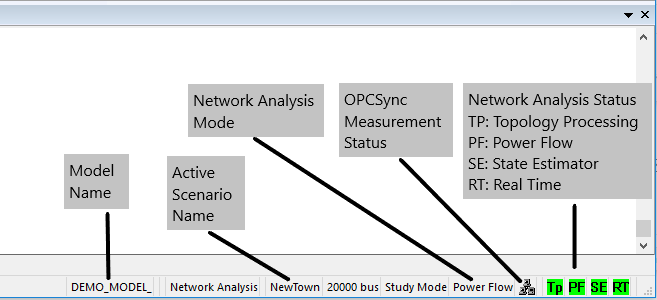 Network Analysis
Mode
OPCSync
Measurement
Status
Network Analysis Status
TP: Topology Processing
PF: Power Flow
SE: State Estimator
RT: Real Time
Model
Name
Active
Scenario
Name
DEMO_MODEL_ Network Analysis NewTown 20000 bus Study Mode Power Flow Tp PF SE RT